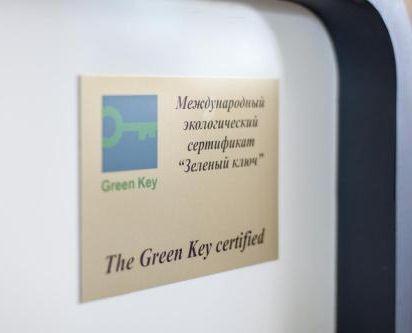 Международный
экологический
сертификат
“Зеленый ключ”
Green Key
The Green Key certified